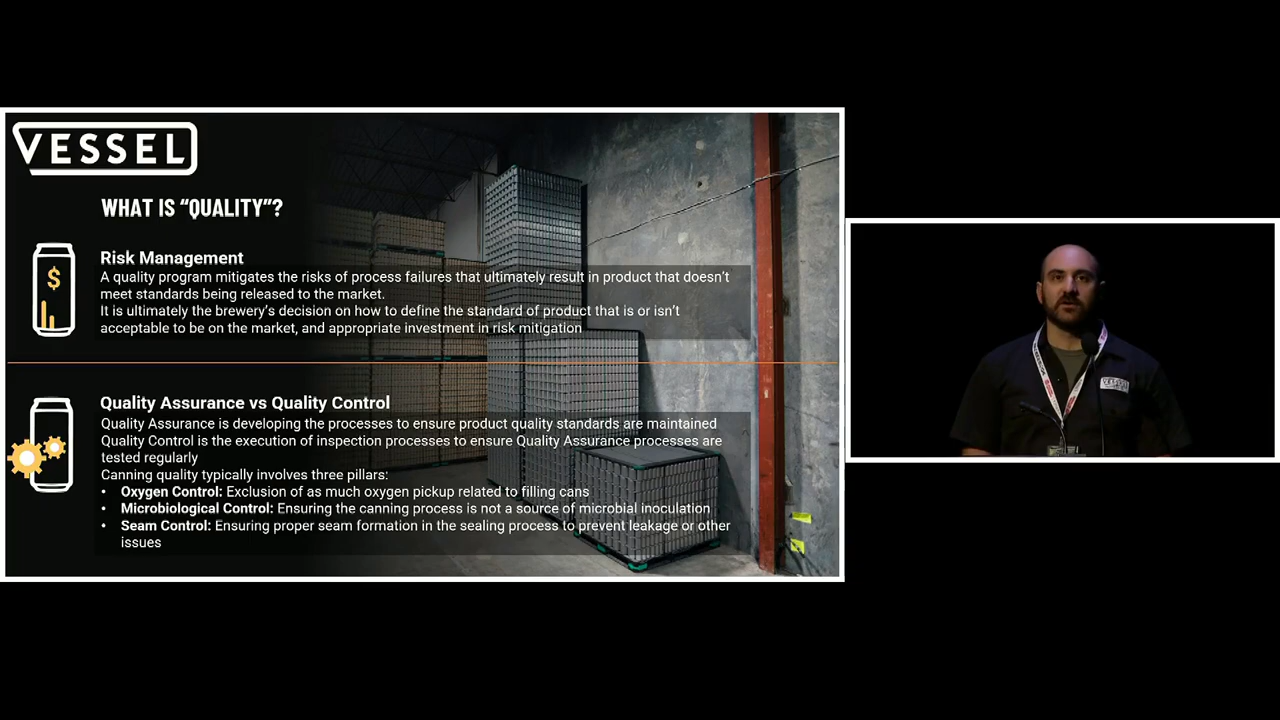 VESSEL
WHAT IS “QUALITY”?
$
Risk Management
A quality program mitigates the risks of process failures that ultimately result in product that doesn’t
meet standards being released to the market.
It is ultimately the brewery’s decision on how to define the standard of product that is or isn’t
acceptable to be on the market, and appropriate investment in risk mitigation
Quality Assurance vs Quality Control
Quality Assurance is developing the processes to ensure product quality standards are maintained
Quality Control is the execution of inspection processes to ensure Quality Assurance processes are
tested regularly
Canning quality typically involves three pillars:
• Oxygen Control: Exclusion of as much oxygen pickup related to filling cans
• Microbiological Control: Ensuring the canning process is not a source of microbial inoculation
• Seam Control: Ensuring proper seam formation in the sealing process to prevent leakage or other
issues
VESSEL